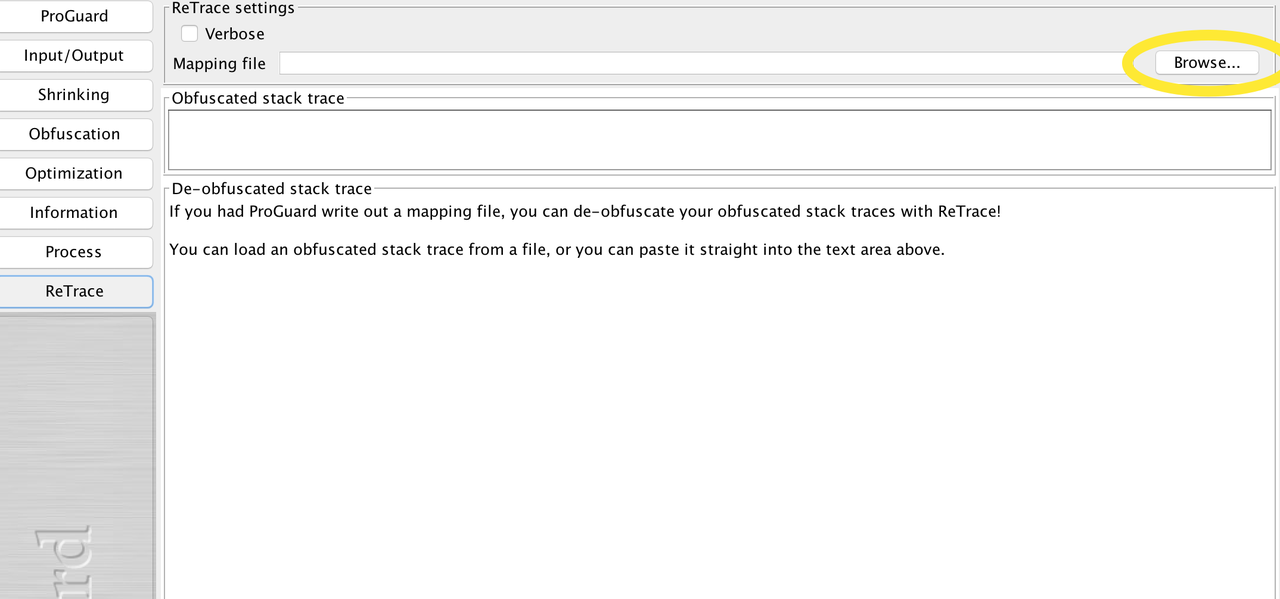 ProGuard
Input/Output
Shrinking
Obfuscation
Optimization
Information
Process
ReTrace
rd
ReTrace settings
Verbose
Mapping file
Browse...
Obfuscated stack trace
De-obfuscated stack trace
If you had ProGuard write out a mapping file, you can de-obfuscate your obfuscated stack traces with ReTrace!
You can load an obfuscated stack trace from a file, or you can paste it straight into the text area above.